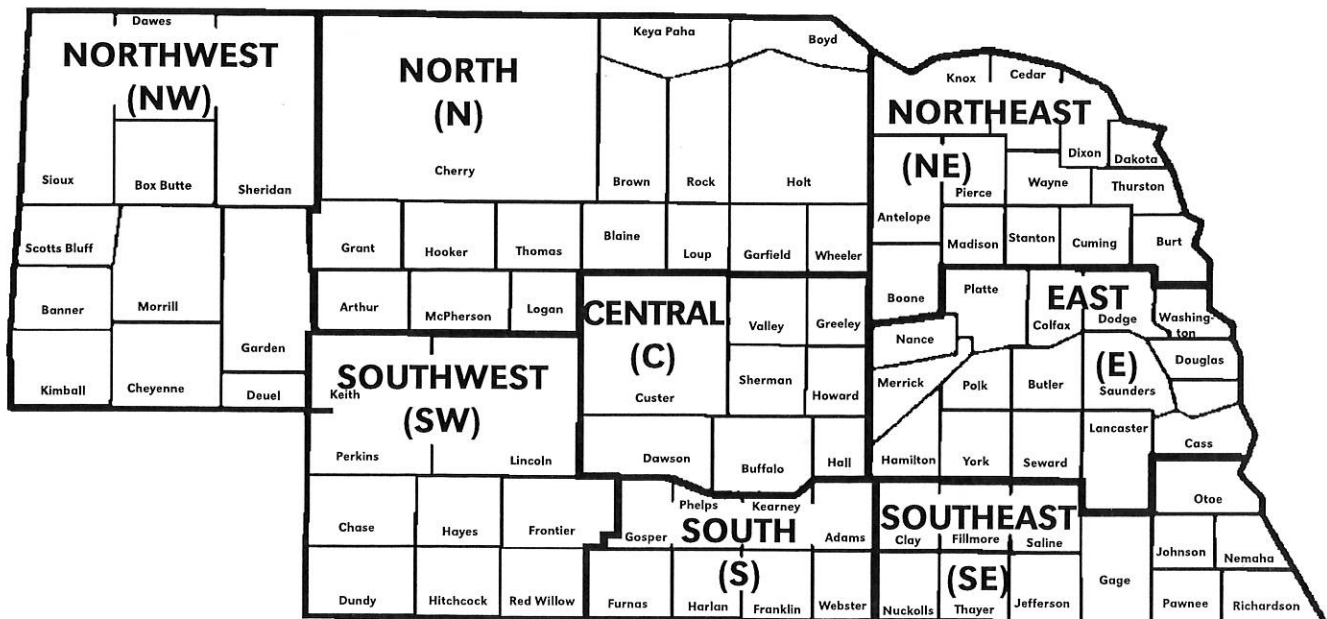 Dawes
NORTHWEST
(NW)
Sioux
Box Butte
Sheridan
Scotts Bluff
Banner
Morrill
Garden
Kimball
Cheyenne
Deuel
NORTH
(N)
Cherry
Keya Paha
Boyd
Brown
Rock
Holt
Grant
Hooker
Thomas
Blaine
Loup
Garfield
Wheeler
Arthur
McPherson
Logan
Knox
Cedar
NORTHEAST
(NE)
Dixon
Dakota
Pierce
Wayne
Thurston
Antelope
Madison
Stanton
Cuming
Burt
Boone
CENTRAL
(C)
Valley
Greeley
Sherman
Custer
Howard
Dawson
Buffalo
Hall
Platte
EAST
(E)
Colfax
Dodge
Washing-
ton
Nance
Douglas
Merrick
Polk
Butler
Saunders
Lancaster
Cass
Hamilton
York
Seward
SOUTHWEST
(SW)
Keith
Perkins
Lincoln
Chase
Hayes
Frontier
Dundy
Hitchcock
Red Willow
Phelps
Kearney
SOUTH
(S)
Gosper
Adams
Furnas
Harlan
Franklin
Webster
SOUTHEAST
(SE)
Clay
Fillmore
Saline
Otoe
Johnson
Nemaha
Gage
Nuckolls
Thayer
Jefferson
Pawnee
Richardson